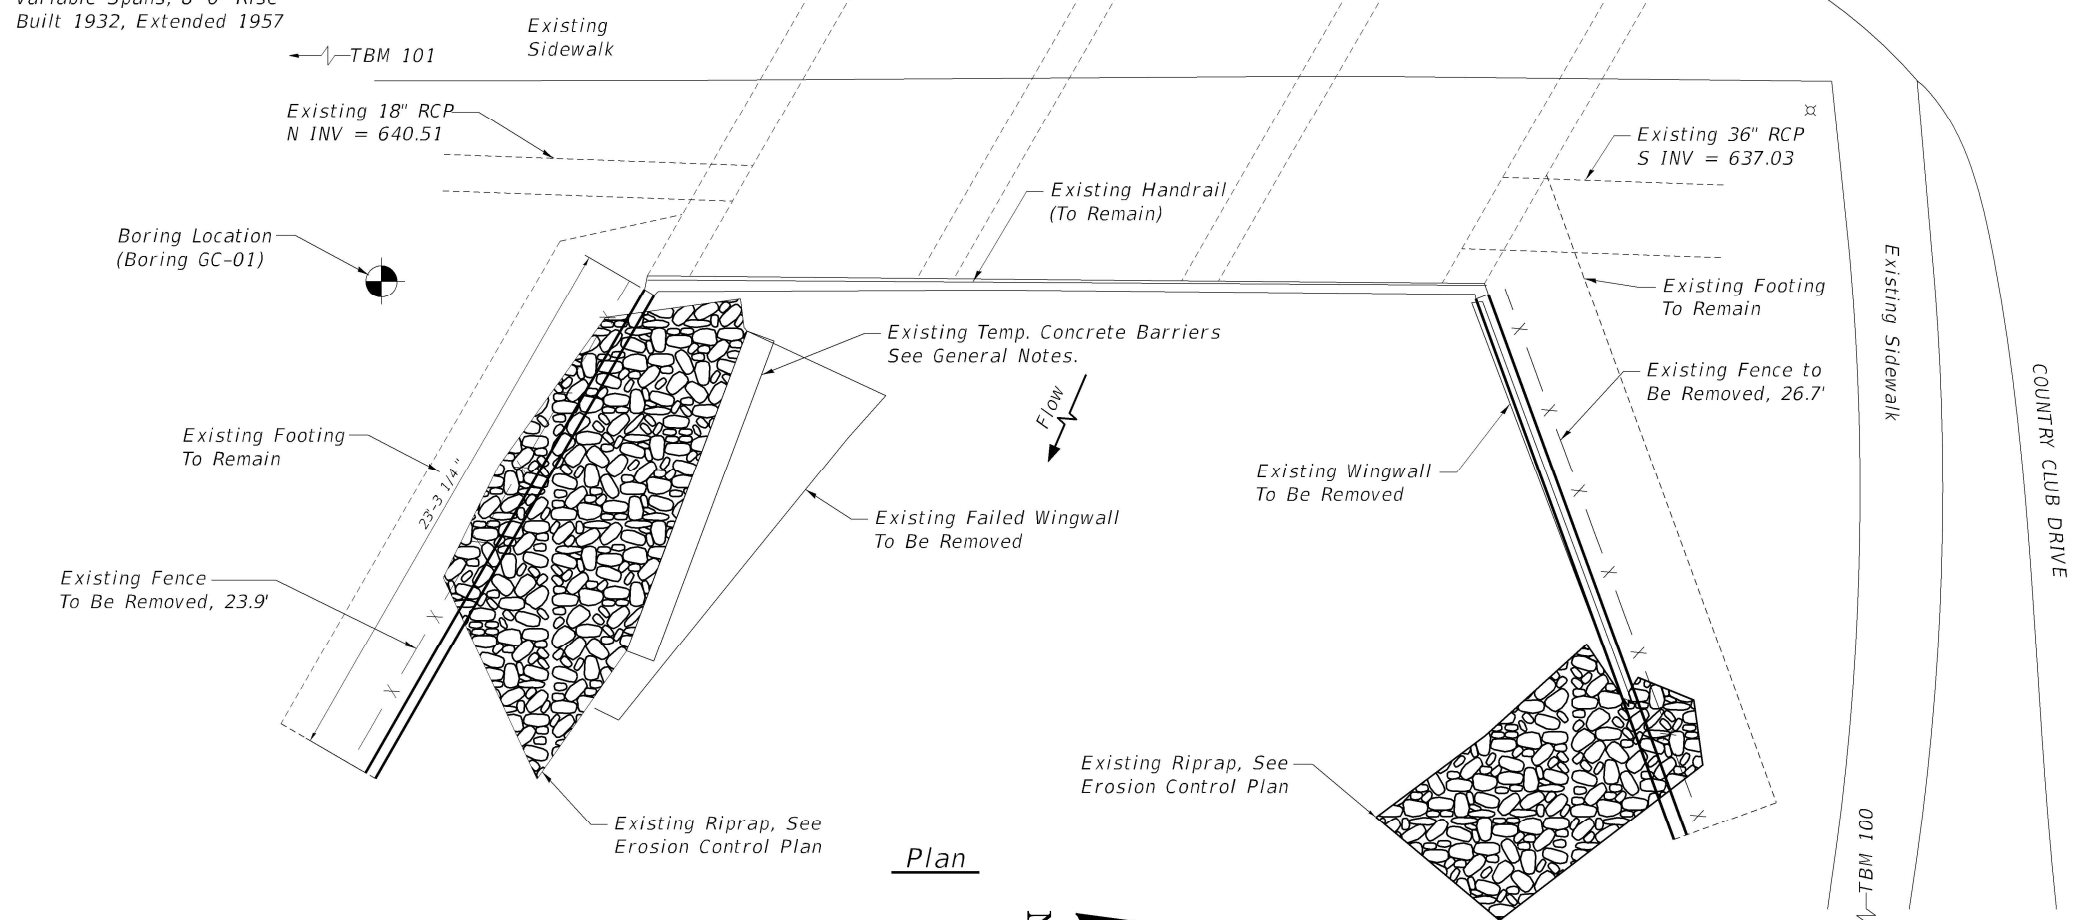 Built 1932, Extended 1957
TBM 101
Existing
Sidewalk
Existing 18" RCP
N INV = 640.51
Existing 36" RCP
S INV = 637.03
Existing Handrail
(To Remain)
Boring Location
(Boring GC-01)
Existing Footing
To Remain
Existing Sidewalk
Existing Temp. Concrete Barriers
See General Notes.
Flow
Existing Fence to
Be Removed, 26.7'
COUNTRY CLUB DRIVE
Existing Footing
To Remain
23'-3 1/4"
Existing Wingwall
To Be Removed
Existing Failed Wingwall
To Be Removed
Existing Fence
To Be Removed, 23.9'
Existing Riprap, See
Erosion Control Plan
Existing Riprap, See
Erosion Control Plan
TBM 100
Plan
N